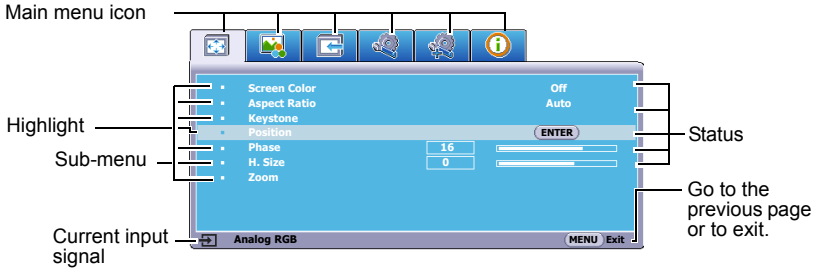 Main menu icon
Screen Color Off
Aspect Ratio Auto
Keystone
Highlight
Position ENTER
Status
Phase 16
Sub-menu
H. Size 0
Zoom
Go to the
previous page
or to exit.
Current input
signal
Analog RGB MENU Exit